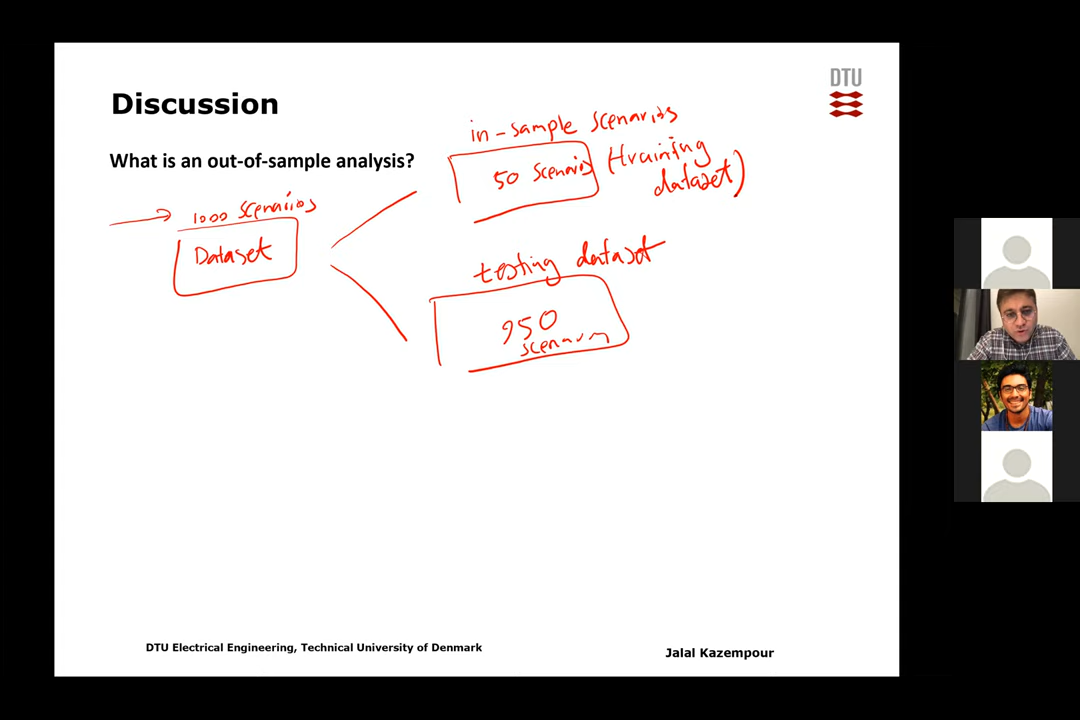 DTU
Discussion
in-sample scenarios
What is an out-of-sample analysis?
50 scenarios (training
dataset)
1000 scenarios
Dataset
testing dataset
950
scenarios
DTU Electrical Engineering, Technical University of Denmark
Jalal Kazempour